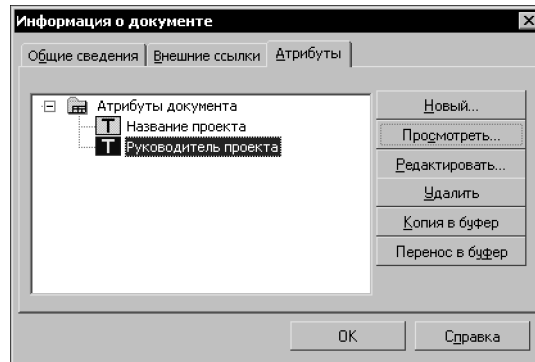 Информация о документе
Общие сведения Внешние ссылки Атрибуты
Атрибуты документа
Название проекта
Руководитель проекта
Новый...
Просмотреть...
Редактировать...
Удалить
Копия в буфер
Перенос в буфер
OK Справка